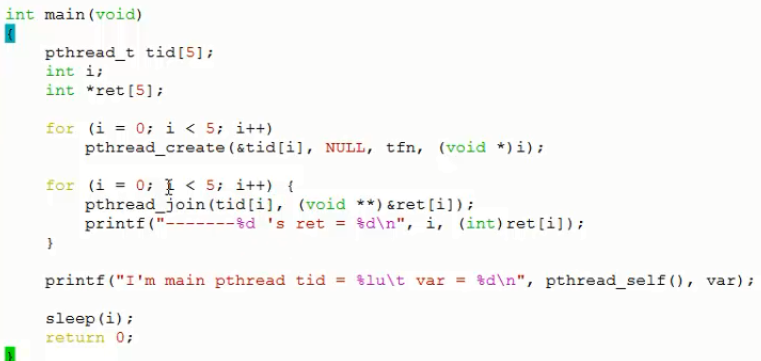 int main(void)
{
    pthread_t tid[5];
    int i;
    int *ret[5];
    for (i = 0; i < 5; i++)
        pthread_create(&tid[i], NULL, tfn, (void *)i);
    for (i = 0; i < 5; i++) {
        pthread_join(tid[i], (void **)&ret[i]);
        printf("-------%d 's ret = %d\n", i, (int)ret[i]);
    }
    printf("I'm main pthread tid = %lu\t var = %d\n", pthread_self(), var);
    sleep(i);
    return 0;
}